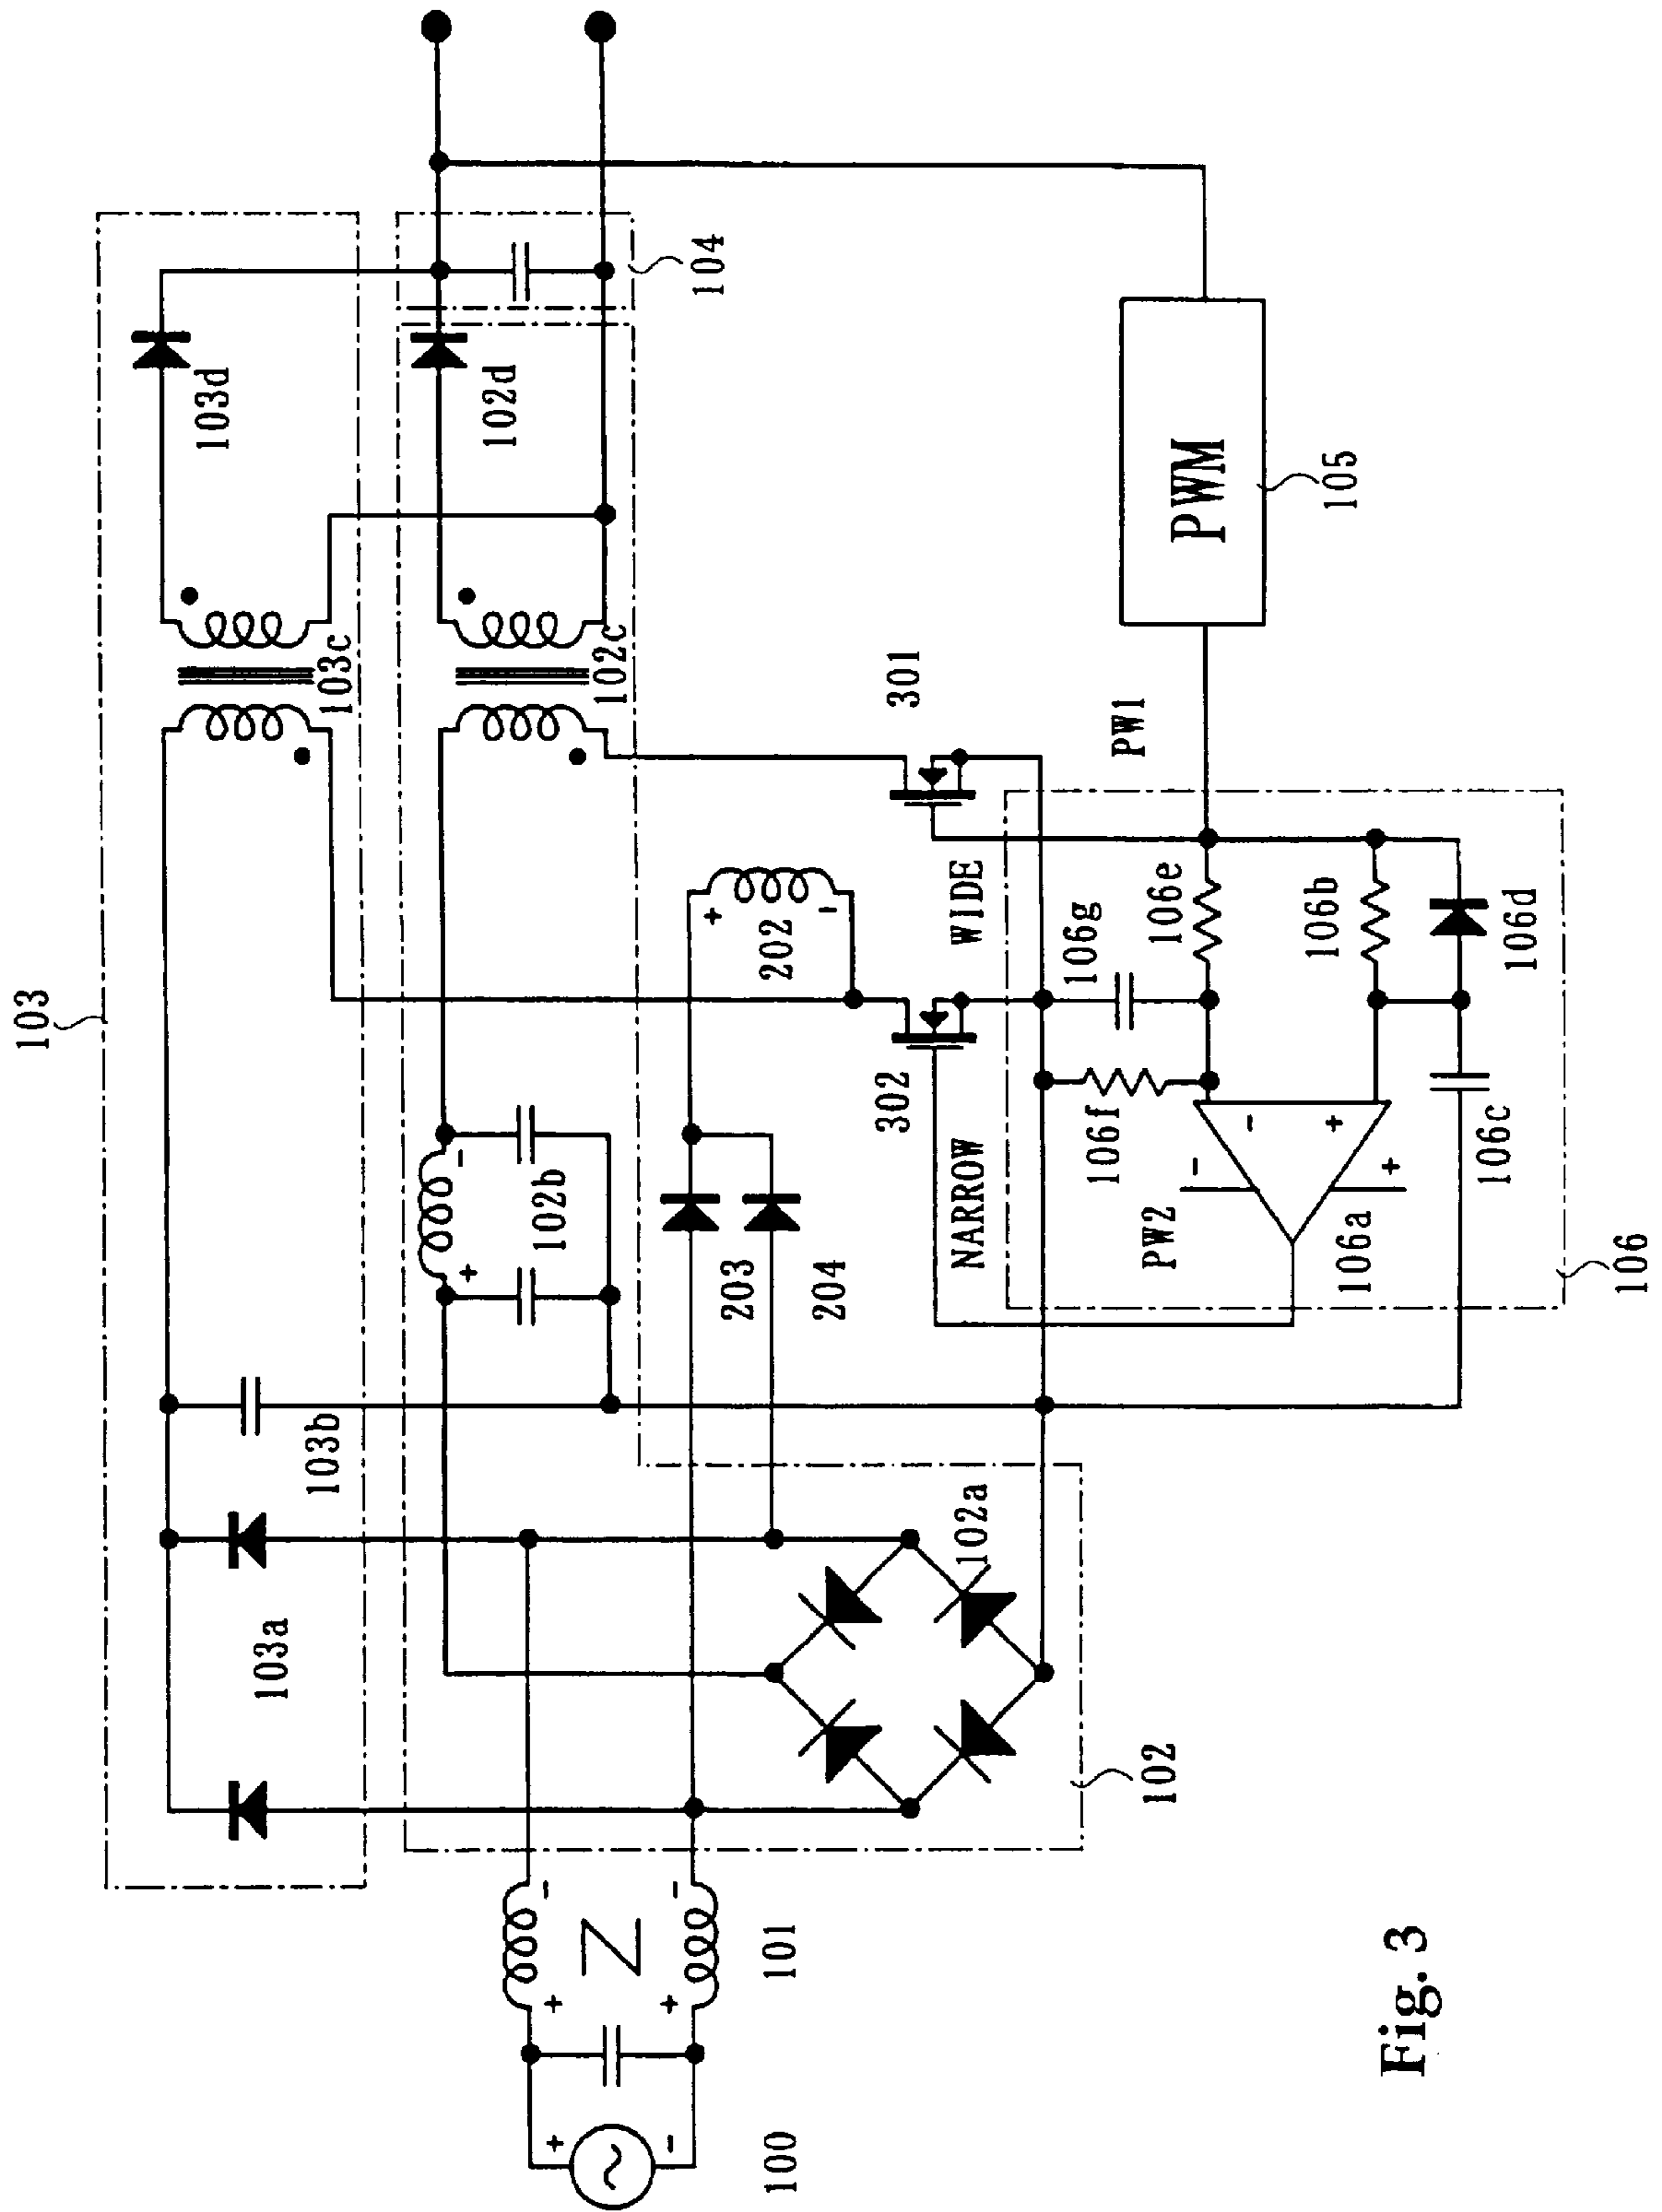 103
103a
103b
103c
103d
100
101
Z
+
-
+
-
+
-
102b
+
-
102c
102d
104
102a
102
203
204
202
+
-
302
301
NARROW
WIDE
PW1
PW2
106f
106g
106e
106b
106a
-
+
-
+
106c
106d
106
PWM
105
Fig. 3